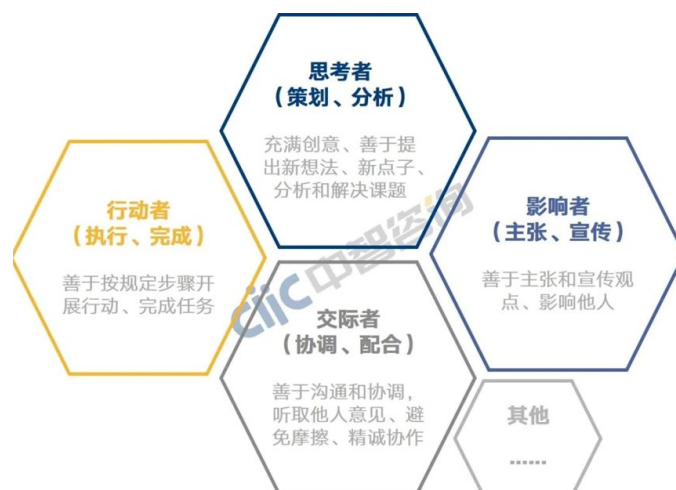 思考者
（策划、分析）
充满创意、善于提
出新想法、新点子、
分析和解决课题
行动者
（执行、完成）
善于按规定步骤开
展行动、完成任务
影响者
（主张、宣传）
善于主张和宣传观
点、影响他人
交际者
（协调、配合）
善于沟通和协调，
听取他人意见、避
免摩擦、精诚协作
其他
……
ciic中智咨询